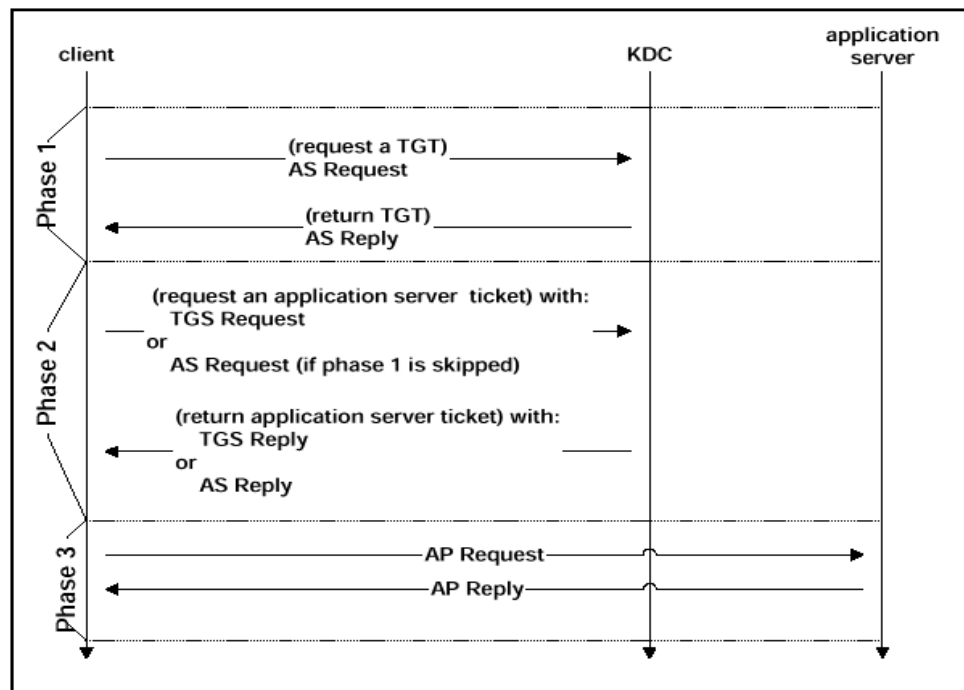 client
KDC
application
server
Phase 1
(request a TGT)
AS Request
(return TGT)
AS Reply
Phase 2
(request an application server ticket) with:
TGS Request
or
AS Request (if phase 1 is skipped)
(return application server ticket) with:
TGS Reply
or
AS Reply
Phase 3
AP Request
AP Reply